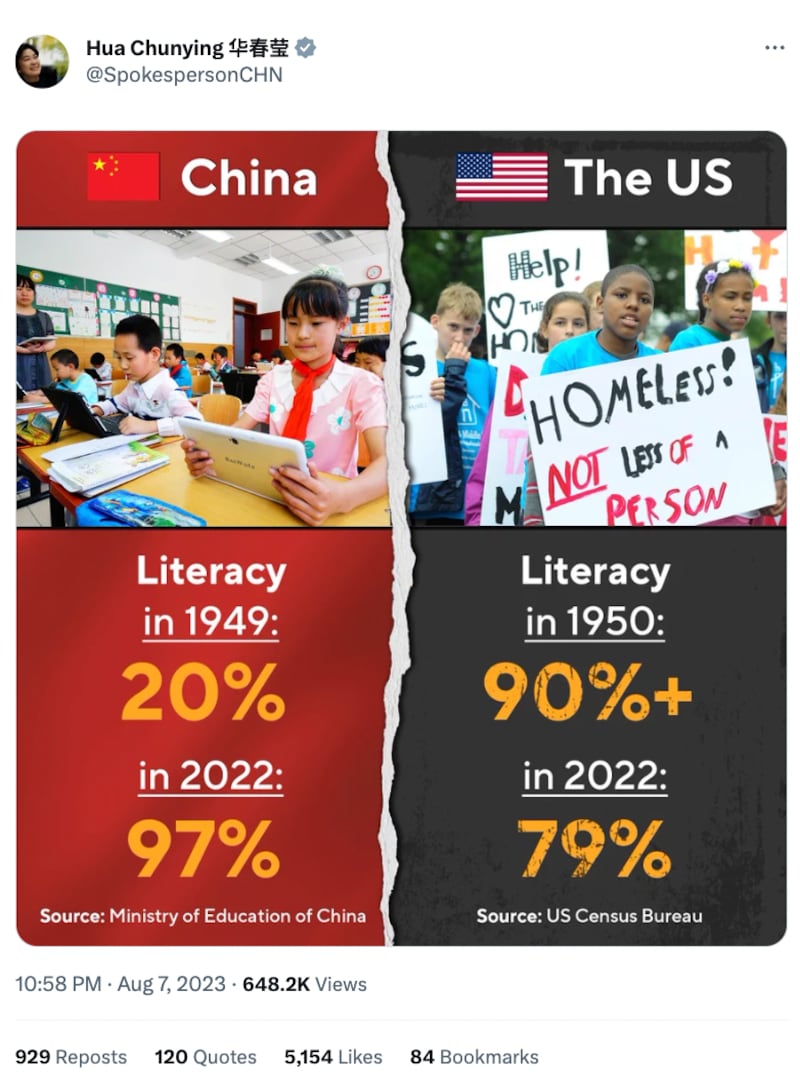 Hua Chunying 华春莹
@SpokespersonCHN
China
The US
Help!
THE
HOMELESS?
NOT LESS OF A
PERSON
Literacy
in 1949:
20%
in 2022:
97%
Source: Ministry of Education of China
Literacy
in 1950:
90%+
in 2022:
79%
Source: US Census Bureau
10:58 PM · Aug 7, 2023 · 648.2K Views
929 Reposts 120 Quotes 5,154 Likes 84 Bookmarks